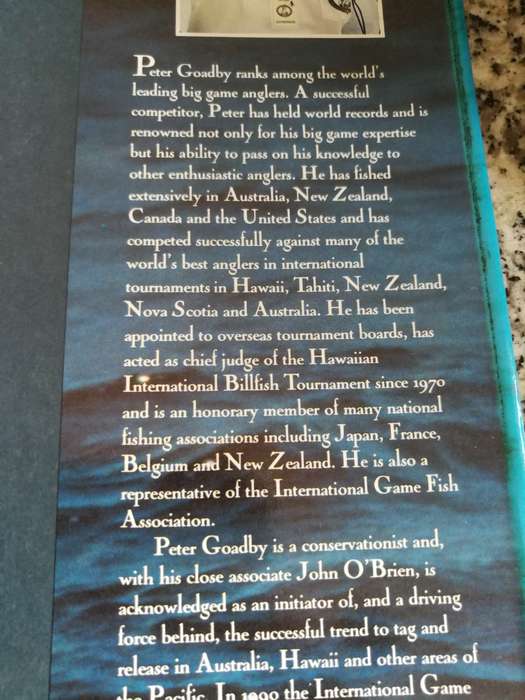 Peter Goadby ranks among the world's
leading big game anglers. A successful
competitor, Peter has held world records and is
renowned not only for his big game expertise
but his ability to pass on his knowledge to
other enthusiastic anglers. He has fished
extensively in Australia, New Zealand,
Canada and the United States and has
competed successfully against many of the
world's best anglers in international
tournaments in Hawaii, Tahiti, New Zealand,
Nova Scotia and Australia. He has been
appointed to overseas tournament boards, has
acted as chief judge of the Hawaiian
International Billfish Tournament since 1970
and is an honorary member of many national
fishing associations including Japan, France,
Belgium and New Zealand. He is also a
representative of the International Game Fish
Association.
Peter Goadby is a conservationist and,
with his close associate John O'Brien, is
acknowledged as an initiator of, and a driving
force behind, the successful trend to tag and
release in Australia, Hawaii and other areas of
the Pacific. In 1990 the International Game